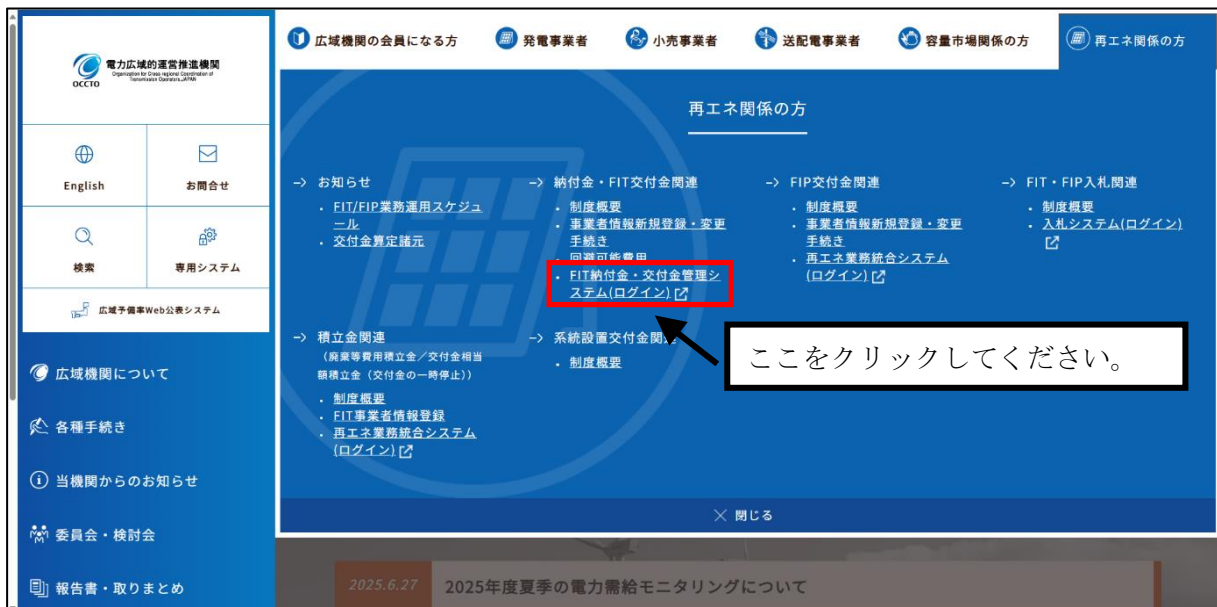 電力広域的運営推進機関
Organization for Cross-regional Coordination of
Transmission Operators, JAPAN
OCCTO
English
お問合せ
検索
専用システム
広域予備率Web公表システム
広域機関について
各種手続き
当機関からのお知らせ
委員会・検討会
報告書・取りまとめ
広域機関の会員になる方
発電事業者
小売事業者
送配電事業者
容量市場関係の方
再エネ関係の方
再エネ関係の方
お知らせ
・FIT/FIP業務運用スケジュ
ール
・交付金算定諸元
納付金・FIT交付金関連
・制度概要
・事業者情報新規登録・変更
手続き
・回避可能費用
・FIT納付金・交付金管理シ
ステム(ログイン)
FIP交付金関連
・制度概要
・事業者情報新規登録・変更
手続き
・再エネ業務統合システム
(ログイン)
FIT・FIP入札関連
・制度概要
・入札システム(ログイン)
積立金関連
(廃棄等費用積立金／交付金相当
額積立金（交付金の一時停止）)
・制度概要
・FIT事業者情報登録
・再エネ業務統合システム
(ログイン)
系統設置交付金関
・制度概要
ここをクリックしてください。
閉じる
2025.6.27
2025年度夏季の電力需給モニタリングについて